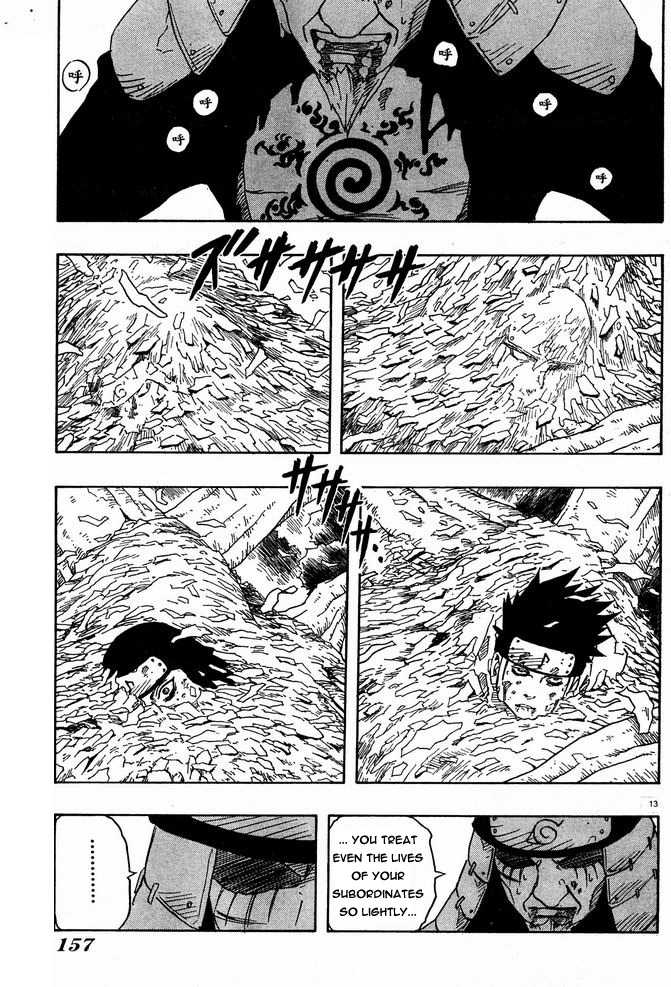 呼
呼
呼
呼
呼
ズザザザザ
ザザザザ…
13
... YOU TREAT
EVEN THE LIVES
OF YOUR
SUBORDINATES
SO LIGHTLY...
.........
157